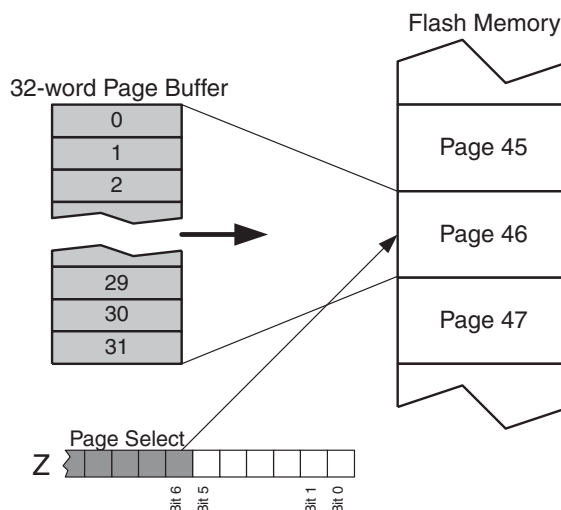 Flash Memory
32-word Page Buffer
0
1
2
29
30
31
Page 45
Page 46
Page 47
Page Select
Z
Bit 6
Bit 5
Bit 1
Bit 0